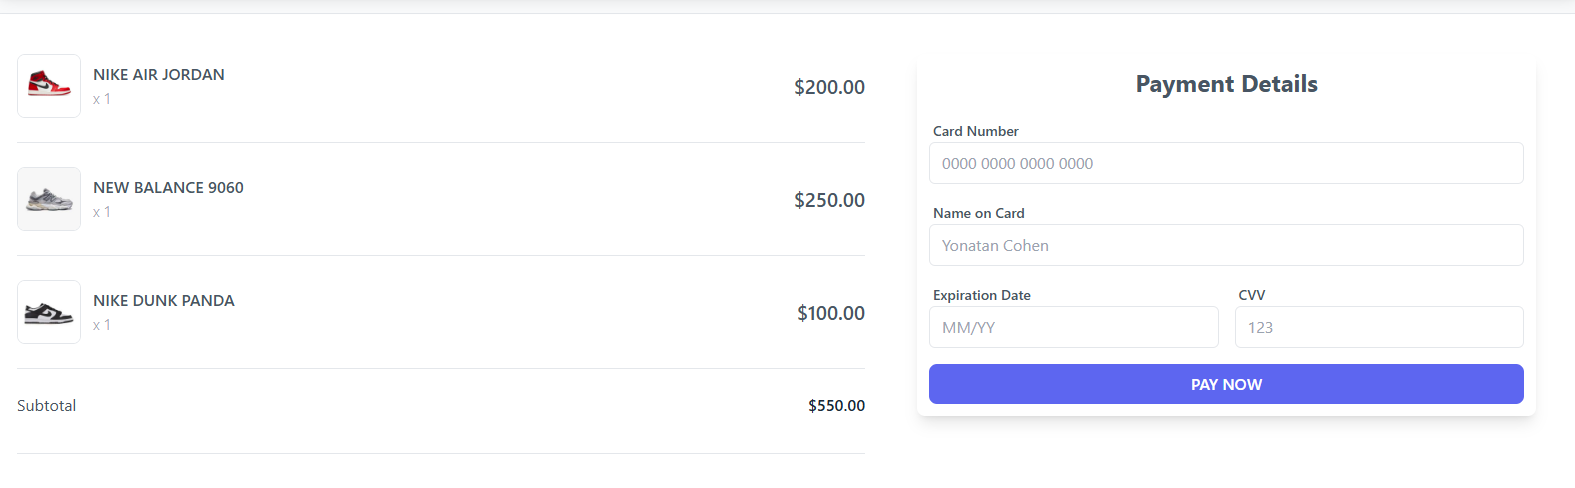 NIKE AIR JORDAN
x 1
$200.00
NEW BALANCE 9060
x 1
$250.00
NIKE DUNK PANDA
x 1
$100.00
Subtotal
$550.00
Payment Details
Card Number
0000 0000 0000 0000
Name on Card
Yonatan Cohen
Expiration Date
CVV
MM/YY
123
PAY NOW